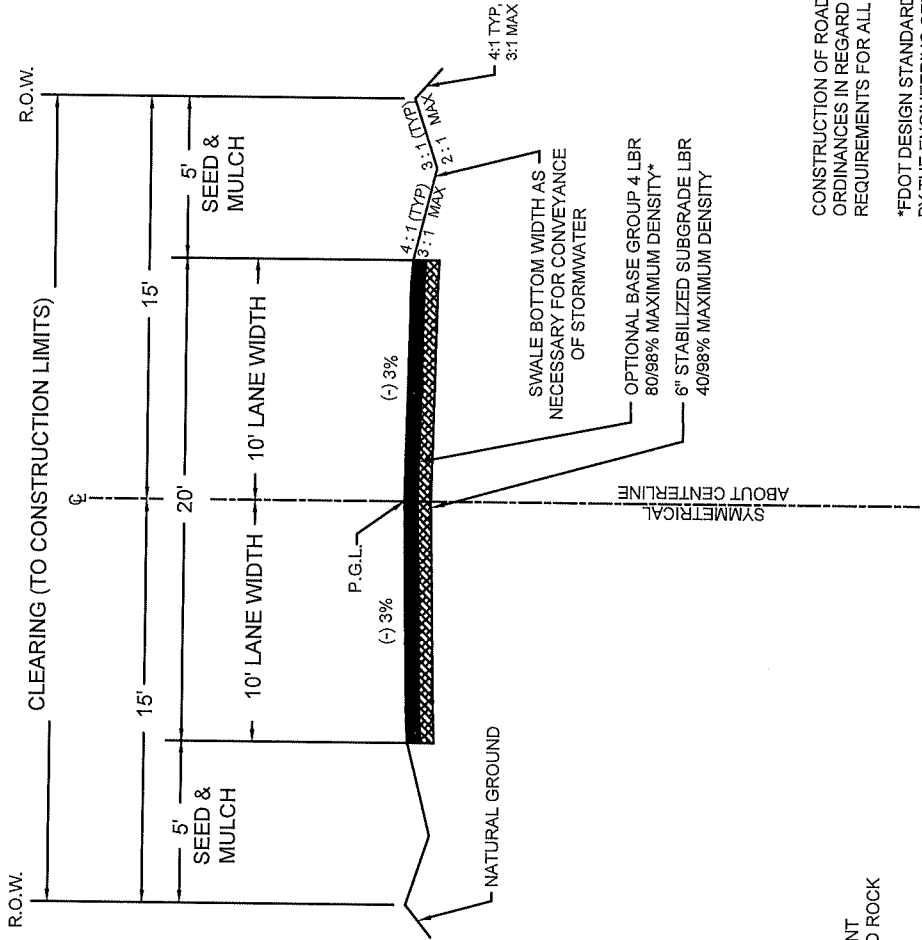 R.O.W.
R.O.W.
CLEARING (TO CONSTRUCTION LIMITS)
℄
15'
15'
5'
20'
5'
SEED &
MULCH
SEED &
MULCH
10' LANE WIDTH
10' LANE WIDTH
P.G.L.
(-) 3%
(-) 3%
4:1 (TYP)
3:1 MAX
3:1 (TYP)
2:1 MAX
4:1 TYP,
3:1 MAX
NATURAL GROUND
SWALE BOTTOM WIDTH AS
NECESSARY FOR CONVEYANCE
OF STORMWATER
OPTIONAL BASE GROUP 4 LBR
80/98% MAXIMUM DENSITY*
6" STABILIZED SUBGRADE LBR
40/98% MAXIMUM DENSITY
SYMMETRICAL
ABOUT CENTERLINE
CONSTRUCTION OF ROAD
ORDINANCES IN REGARD
REQUIREMENTS FOR ALL
*FDOT DESIGN STANDARD
NT
D ROCK